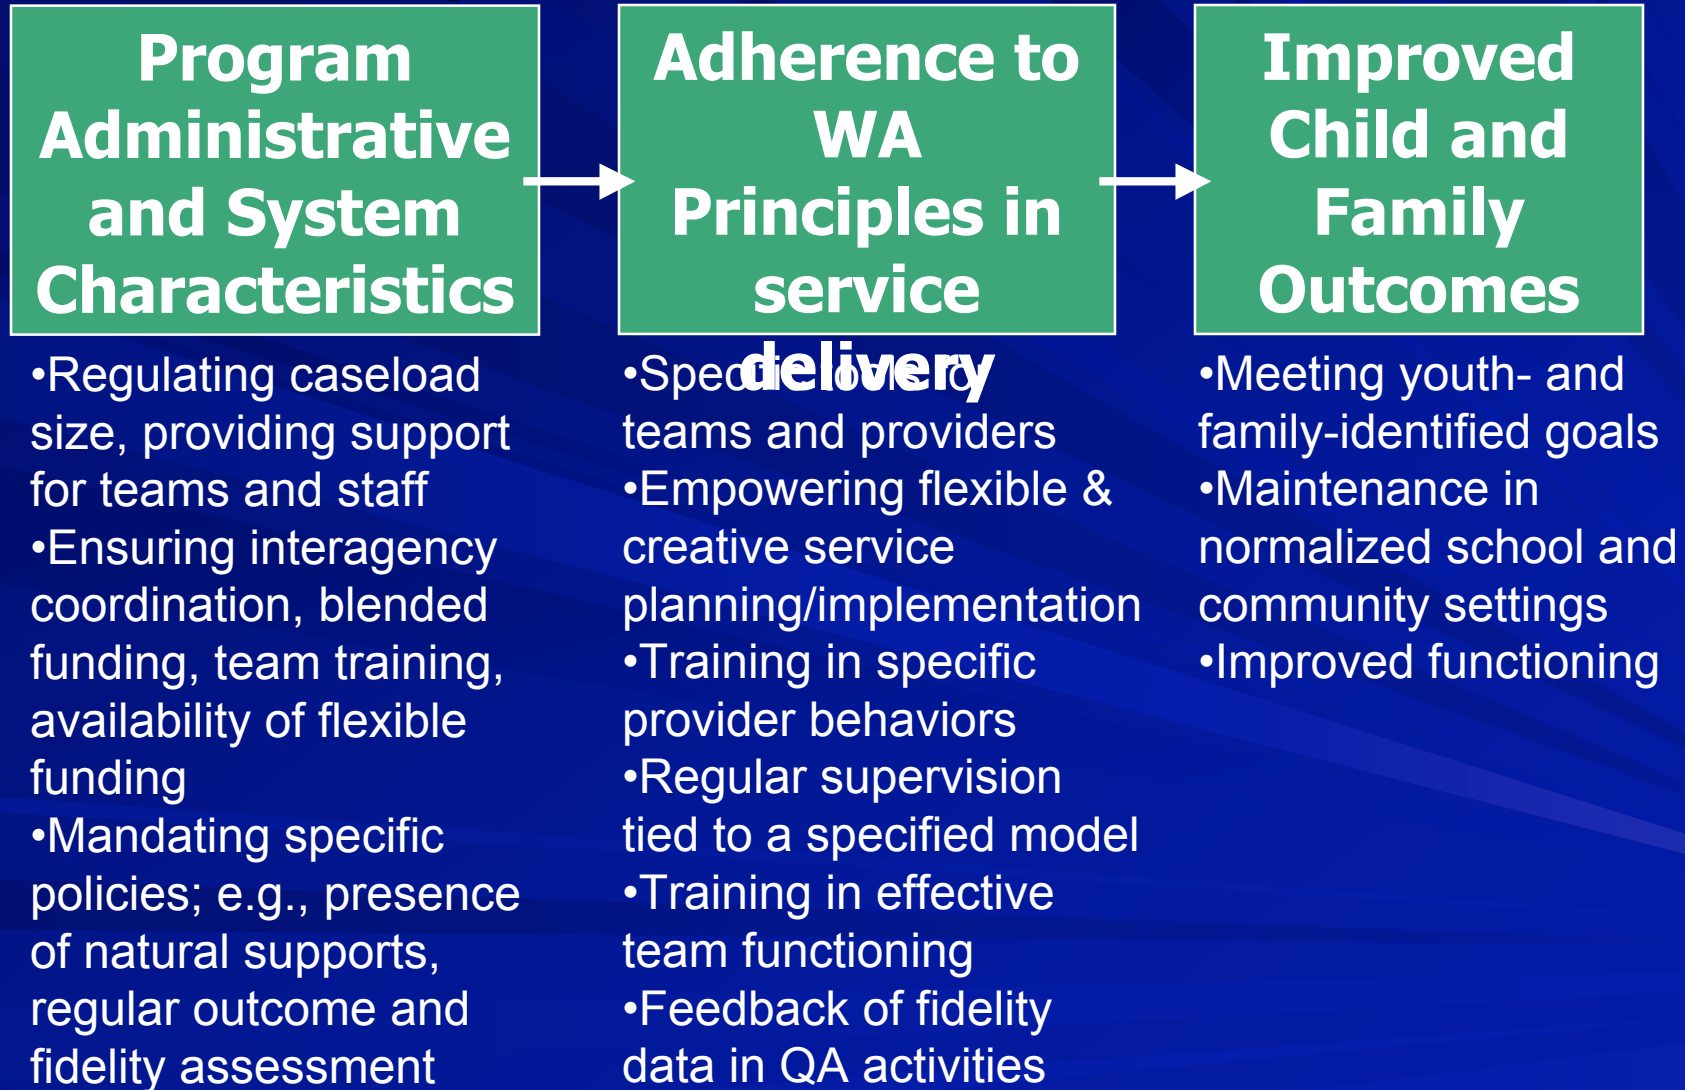 Program
Administrative
and System
Characteristics
•Regulating caseload
size, providing support
for teams and staff
•Ensuring interagency
coordination, blended
funding, team training,
availability of flexible
funding
•Mandating specific
policies; e.g., presence
of natural supports,
regular outcome and
fidelity assessment
Adherence to
WA
Principles in
service
delivery
•Specific tools for
teams and providers
•Empowering flexible &
creative service
planning/implementation
•Training in specific
provider behaviors
•Regular supervision
tied to a specified model
•Training in effective
team functioning
•Feedback of fidelity
data in QA activities
Improved
Child and
Family
Outcomes
•Meeting youth- and
family-identified goals
•Maintenance in
normalized school and
community settings
•Improved functioning